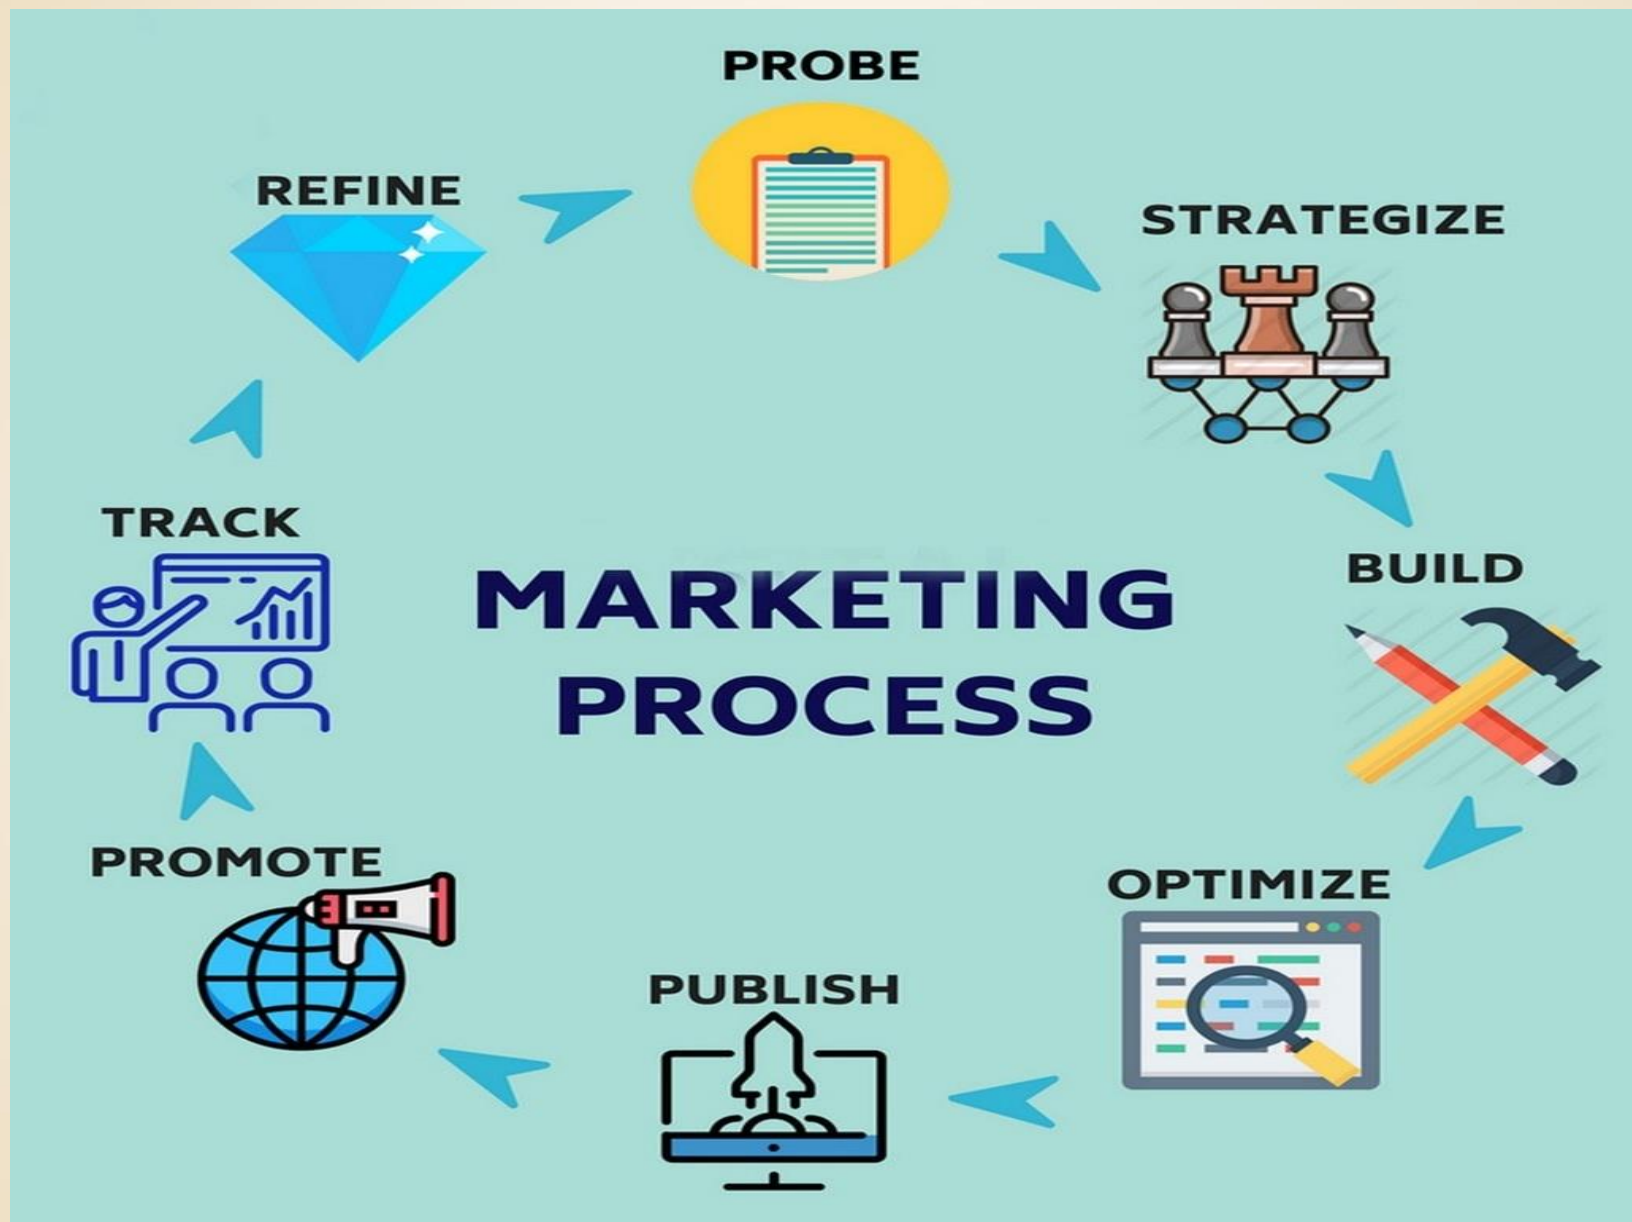 PROBE
STRATEGIZE
BUILD
OPTIMIZE
PUBLISH
PROMOTE
TRACK
REFINE
MARKETING
PROCESS